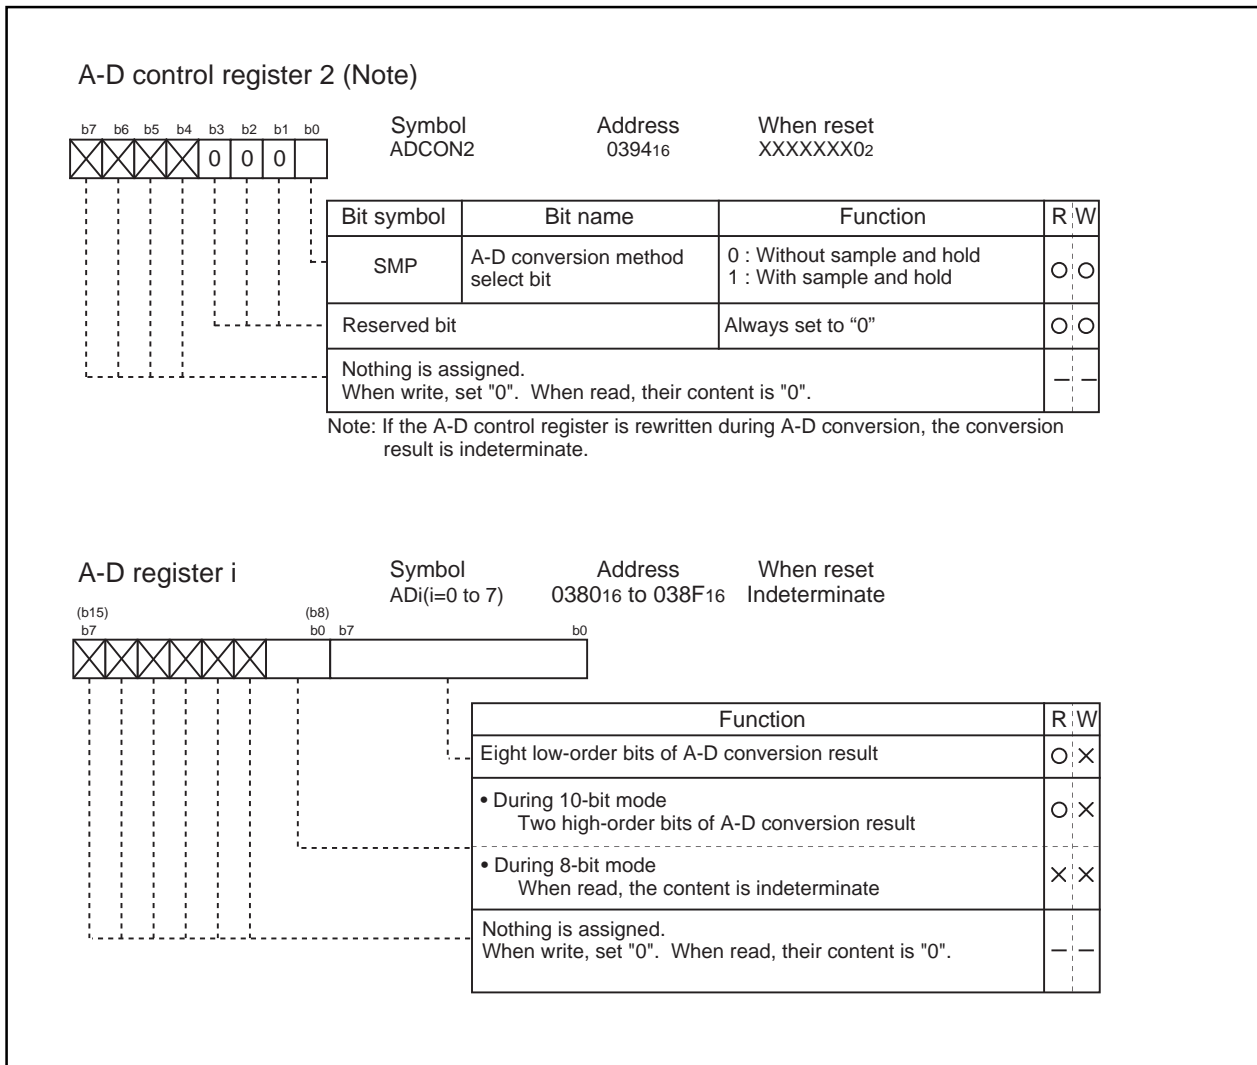 A-D control register 2 (Note)
b7 b6 b5 b4 b3 b2 b1 b0
Symbol Address When reset
ADCON2 039416 XXXXXXX02
0 0 0
Bit symbol Bit name Function R W
SMP A-D conversion method select bit 0 : Without sample and hold
1 : With sample and hold
Reserved bit Always set to “0”
Nothing is assigned.
When write, set "0". When read, their content is "0".
– –
Note: If the A-D control register is rewritten during A-D conversion, the conversion
result is indeterminate.
A-D register i
Symbol Address When reset
ADi(i=0 to 7) 038016 to 038F16 Indeterminate
(b15) (b8)
b7 b0 b7 b0
Function R W
Eight low-order bits of A-D conversion result
• During 10-bit mode
Two high-order bits of A-D conversion result
• During 8-bit mode
When read, the content is indeterminate
Nothing is assigned.
When write, set "0". When read, their content is "0".
– –